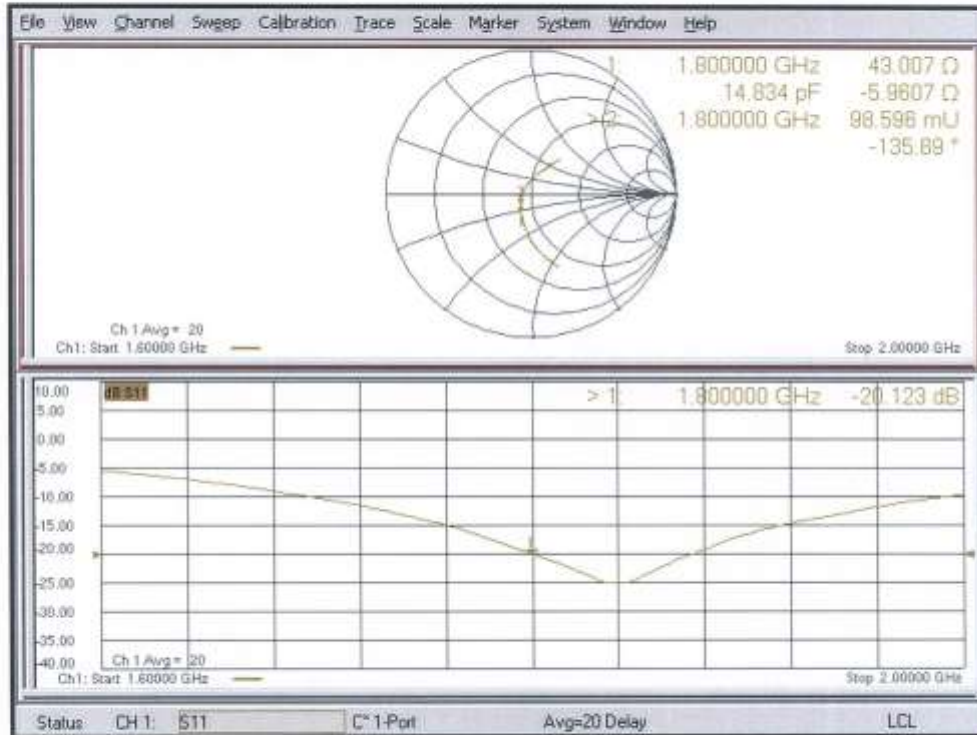 File View Channel Sweep Calibration Trace Scale Marker System Window Help
1: 1.800000 GHz 43.007 Ω
14.834 pF -5.9607 Ω
> 2: 1.800000 GHz 98.596 mU
-135.69 °
Ch 1 Avg = 20
Ch1: Start 1.60000 GHz
Stop 2.00000 GHz
10.00
dB S11
> 1: 1.800000 GHz -20.123 dB
5.00
0.00
-5.00
-10.00
-15.00
-20.00
1
-25.00
-30.00
-35.00
-40.00
Ch 1 Avg = 20
Ch1: Start 1.60000 GHz
Stop 2.00000 GHz
Status CH 1: S11 C* 1-Port Avg=20 Delay LCL